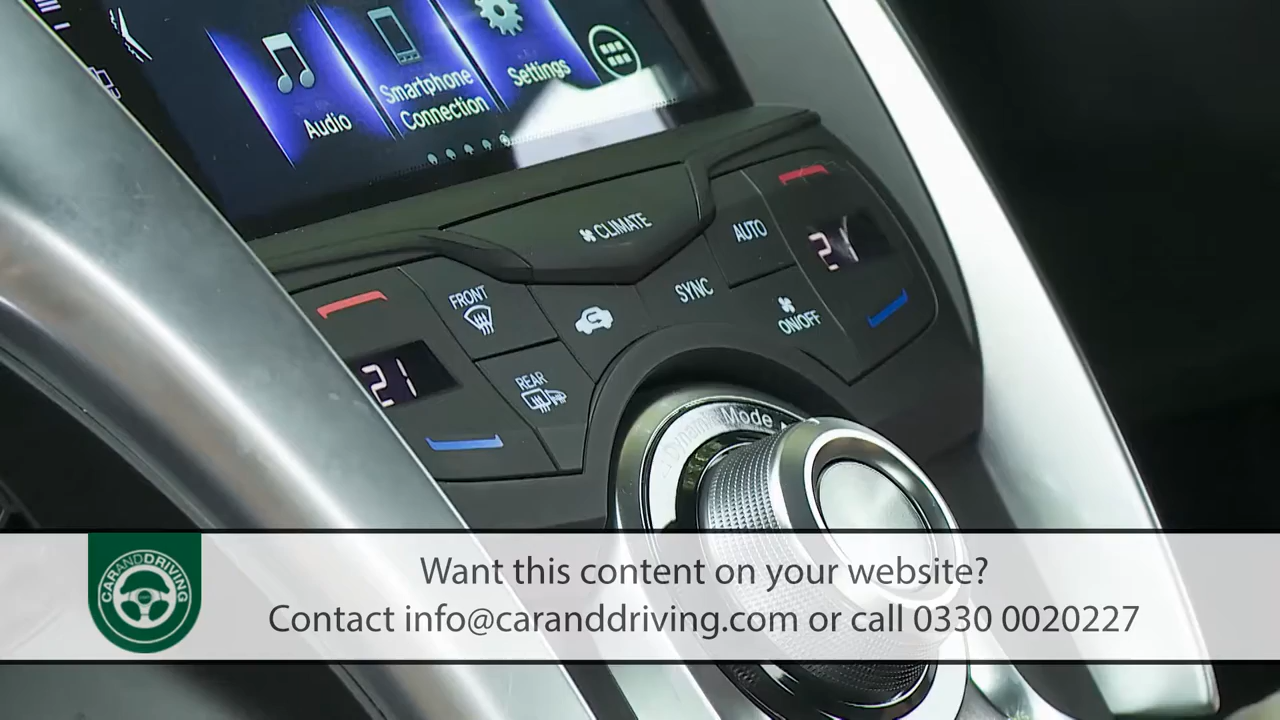 Audio
Smartphone
Connection
Settings
CLIMATE
AUTO
FRONT
SYNC
ON/OFF
21
REAR
Mode
CARANDDRIVING
Want this content on your website?
Contact info@caranddriving.com or call 0330 0020227